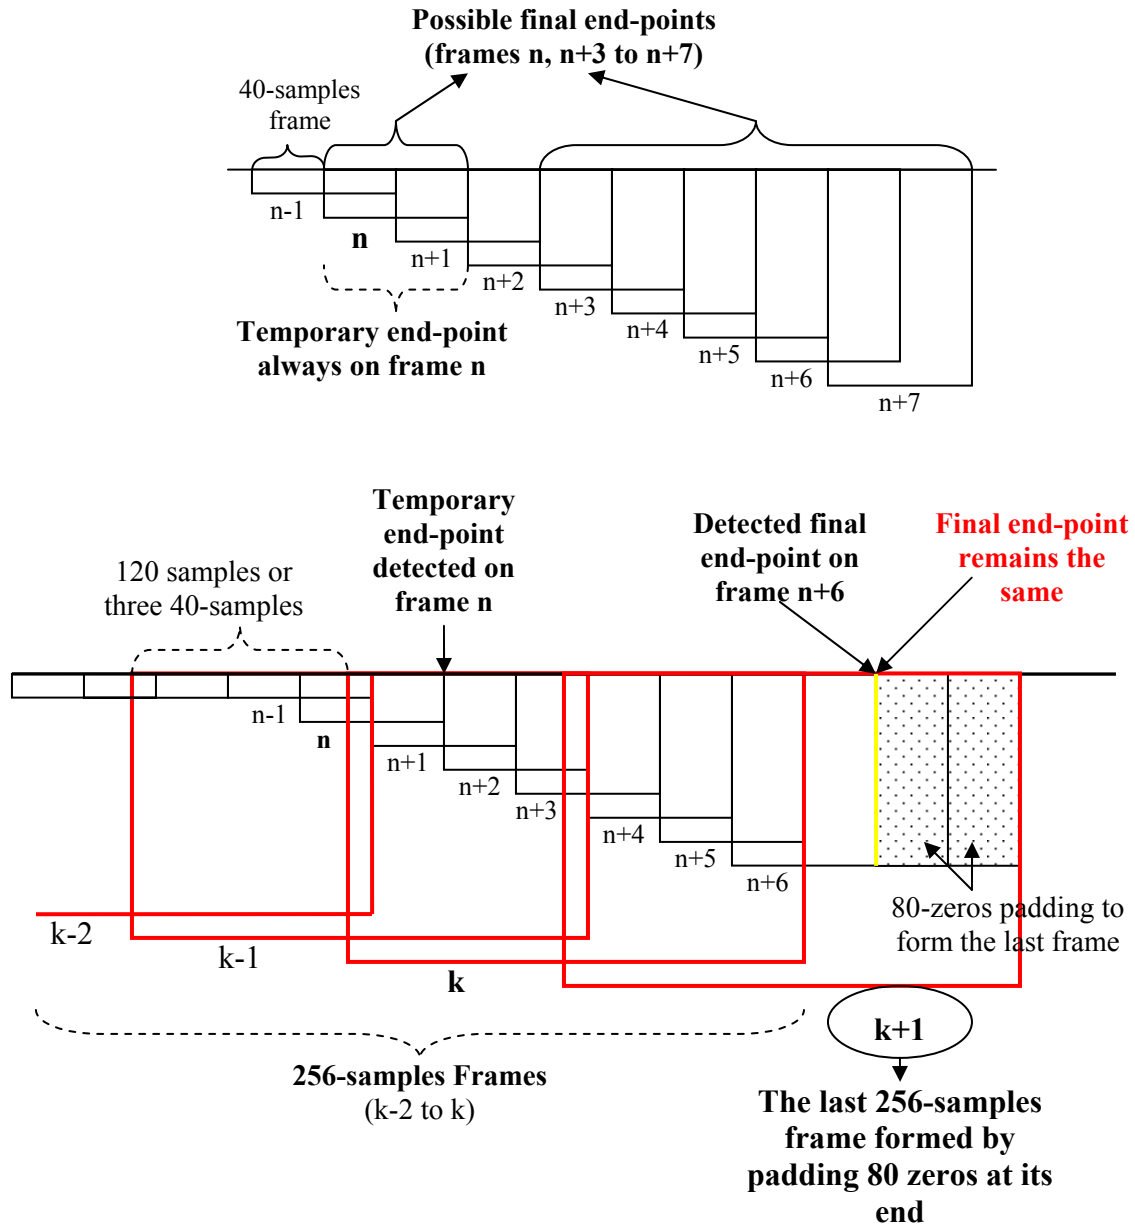 Possible final end-points
(frames n, n+3 to n+7)
40-samples
frame
n-1
n
n+1
n+2
n+3
n+4
n+5
n+6
n+7
Temporary end-point
always on frame n
Temporary
end-point
detected on
frame n
Detected final
end-point on
frame n+6
Final end-point
remains the
same
120 samples or
three 40-samples
n-1
n
n+1
n+2
n+3
n+4
n+5
n+6
80-zeros padding to
form the last frame
k-2
k-1
k
k+1
256-samples Frames
(k-2 to k)
The last 256-samples
frame formed by
padding 80 zeros at its
end